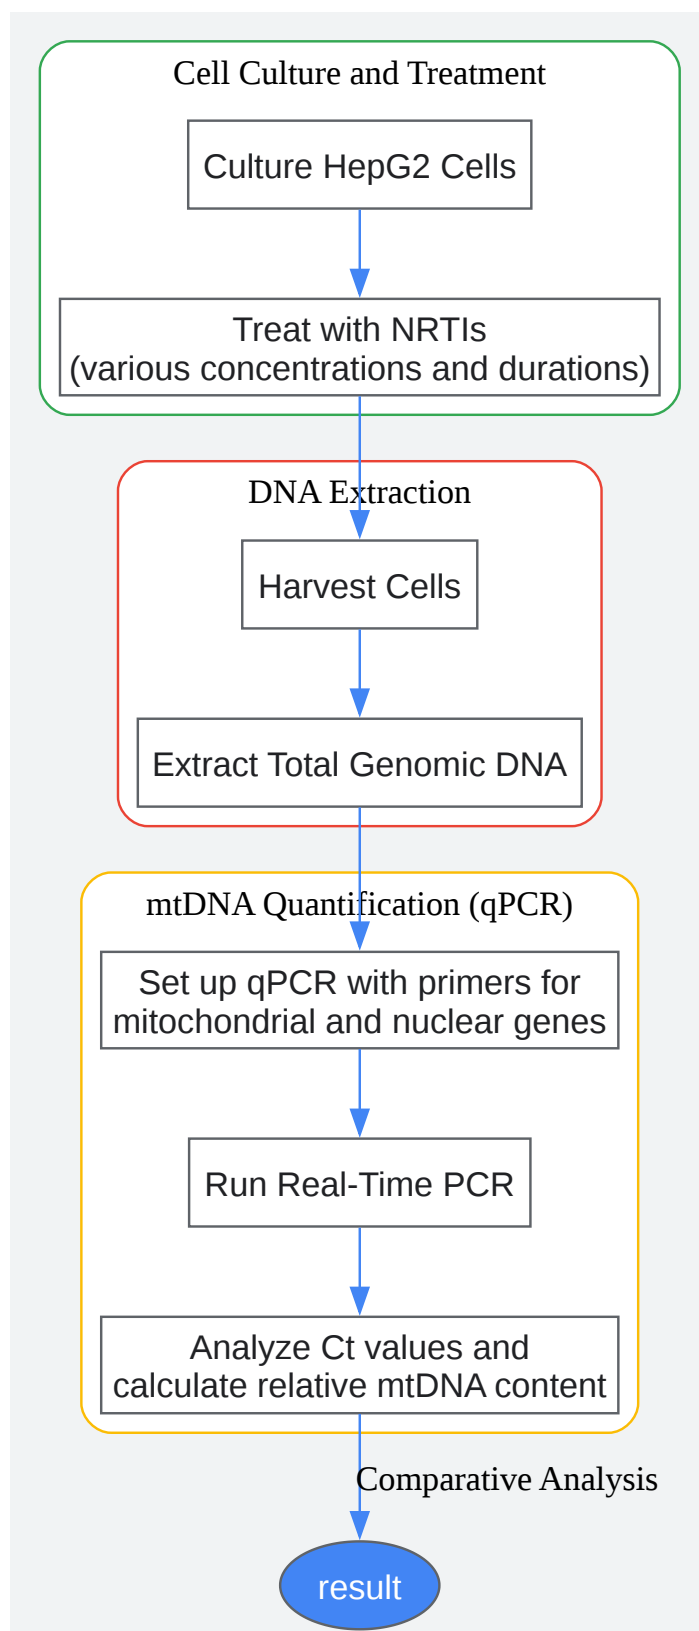 Cell Culture and Treatment
Culture HepG2 Cells
Treat with NRTIs
(various concentrations and durations)
DNA Extraction
Harvest Cells
Extract Total Genomic DNA
mtDNA Quantification (qPCR)
Set up qPCR with primers for
mitochondrial and nuclear genes
Run Real-Time PCR
Analyze Ct values and
calculate relative mtDNA content
Comparative Analysis
result